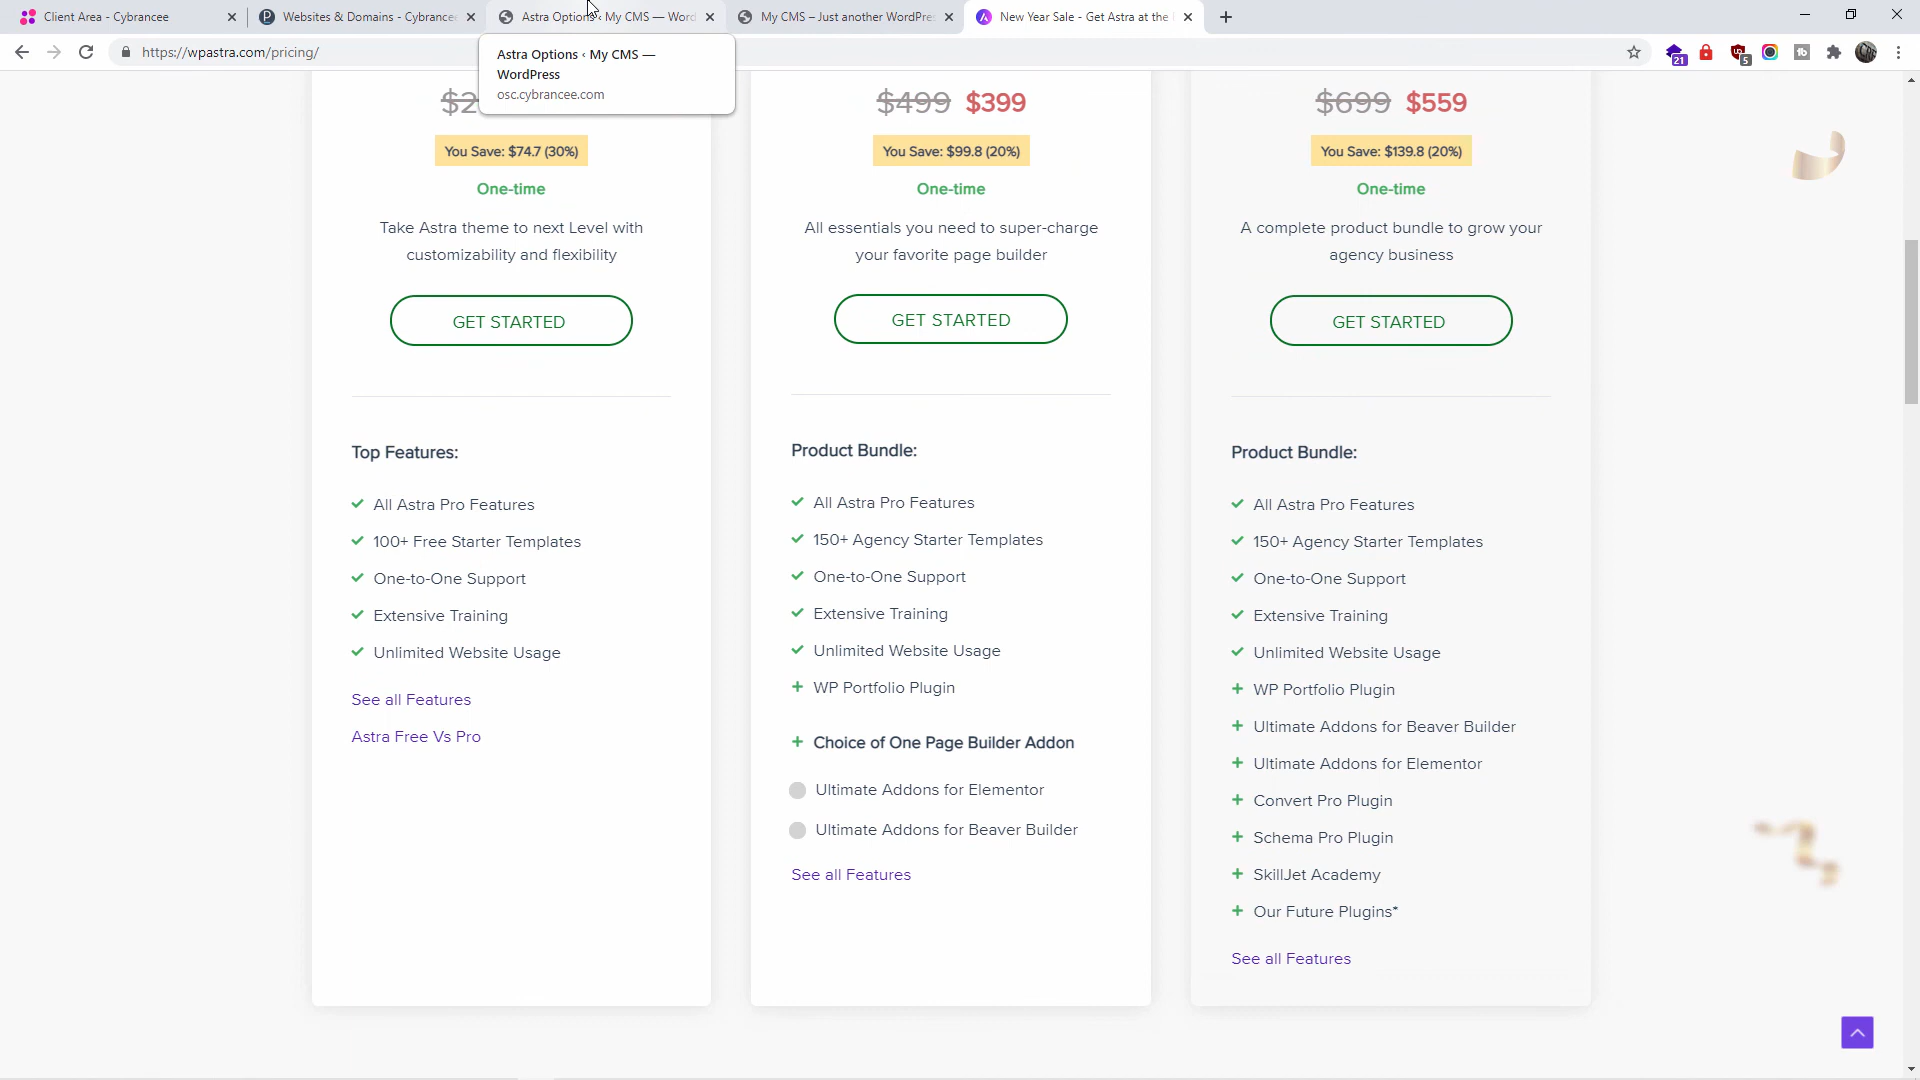 Client Area - Cybrancee
Websites & Domains - Cybrancee
Astra Options ‹ My CMS — Word
My CMS – Just another WordPre
New Year Sale - Get Astra at the
https://wpastra.com/pricing/
21
5
Astra Options ‹ My CMS —
WordPress
osc.cybrancee.com
$499 $399
$699 $559
You Save: $74.7 (30%)
You Save: $99.8 (20%)
You Save: $139.8 (20%)
One-time
One-time
One-time
Take Astra theme to next Level with
customizability and flexibility
All essentials you need to super-charge
your favorite page builder
A complete product bundle to grow your
agency business
GET STARTED
GET STARTED
GET STARTED
Top Features:
All Astra Pro Features
100+ Free Starter Templates
One-to-One Support
Extensive Training
Unlimited Website Usage
See all Features
Astra Free Vs Pro
Product Bundle:
All Astra Pro Features
150+ Agency Starter Templates
One-to-One Support
Extensive Training
Unlimited Website Usage
WP Portfolio Plugin
Choice of One Page Builder Addon
Ultimate Addons for Elementor
Ultimate Addons for Beaver Builder
See all Features
Product Bundle:
All Astra Pro Features
150+ Agency Starter Templates
One-to-One Support
Extensive Training
Unlimited Website Usage
WP Portfolio Plugin
Ultimate Addons for Beaver Builder
Ultimate Addons for Elementor
Convert Pro Plugin
Schema Pro Plugin
SkillJet Academy
Our Future Plugins*
See all Features